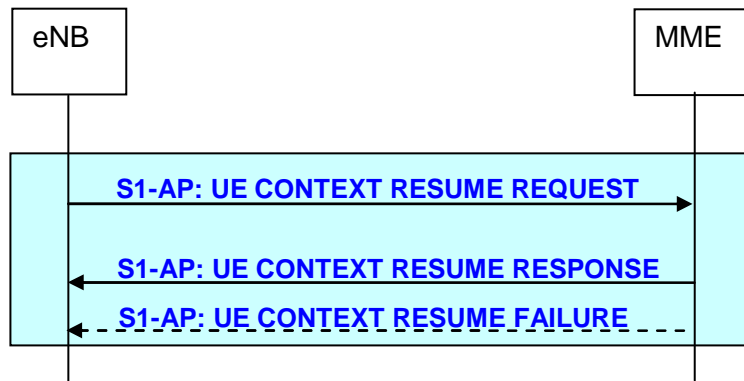 eNB
MME
S1-AP: UE CONTEXT RESUME REQUEST
S1-AP: UE CONTEXT RESUME RESPONSE
S1-AP: UE CONTEXT RESUME FAILURE